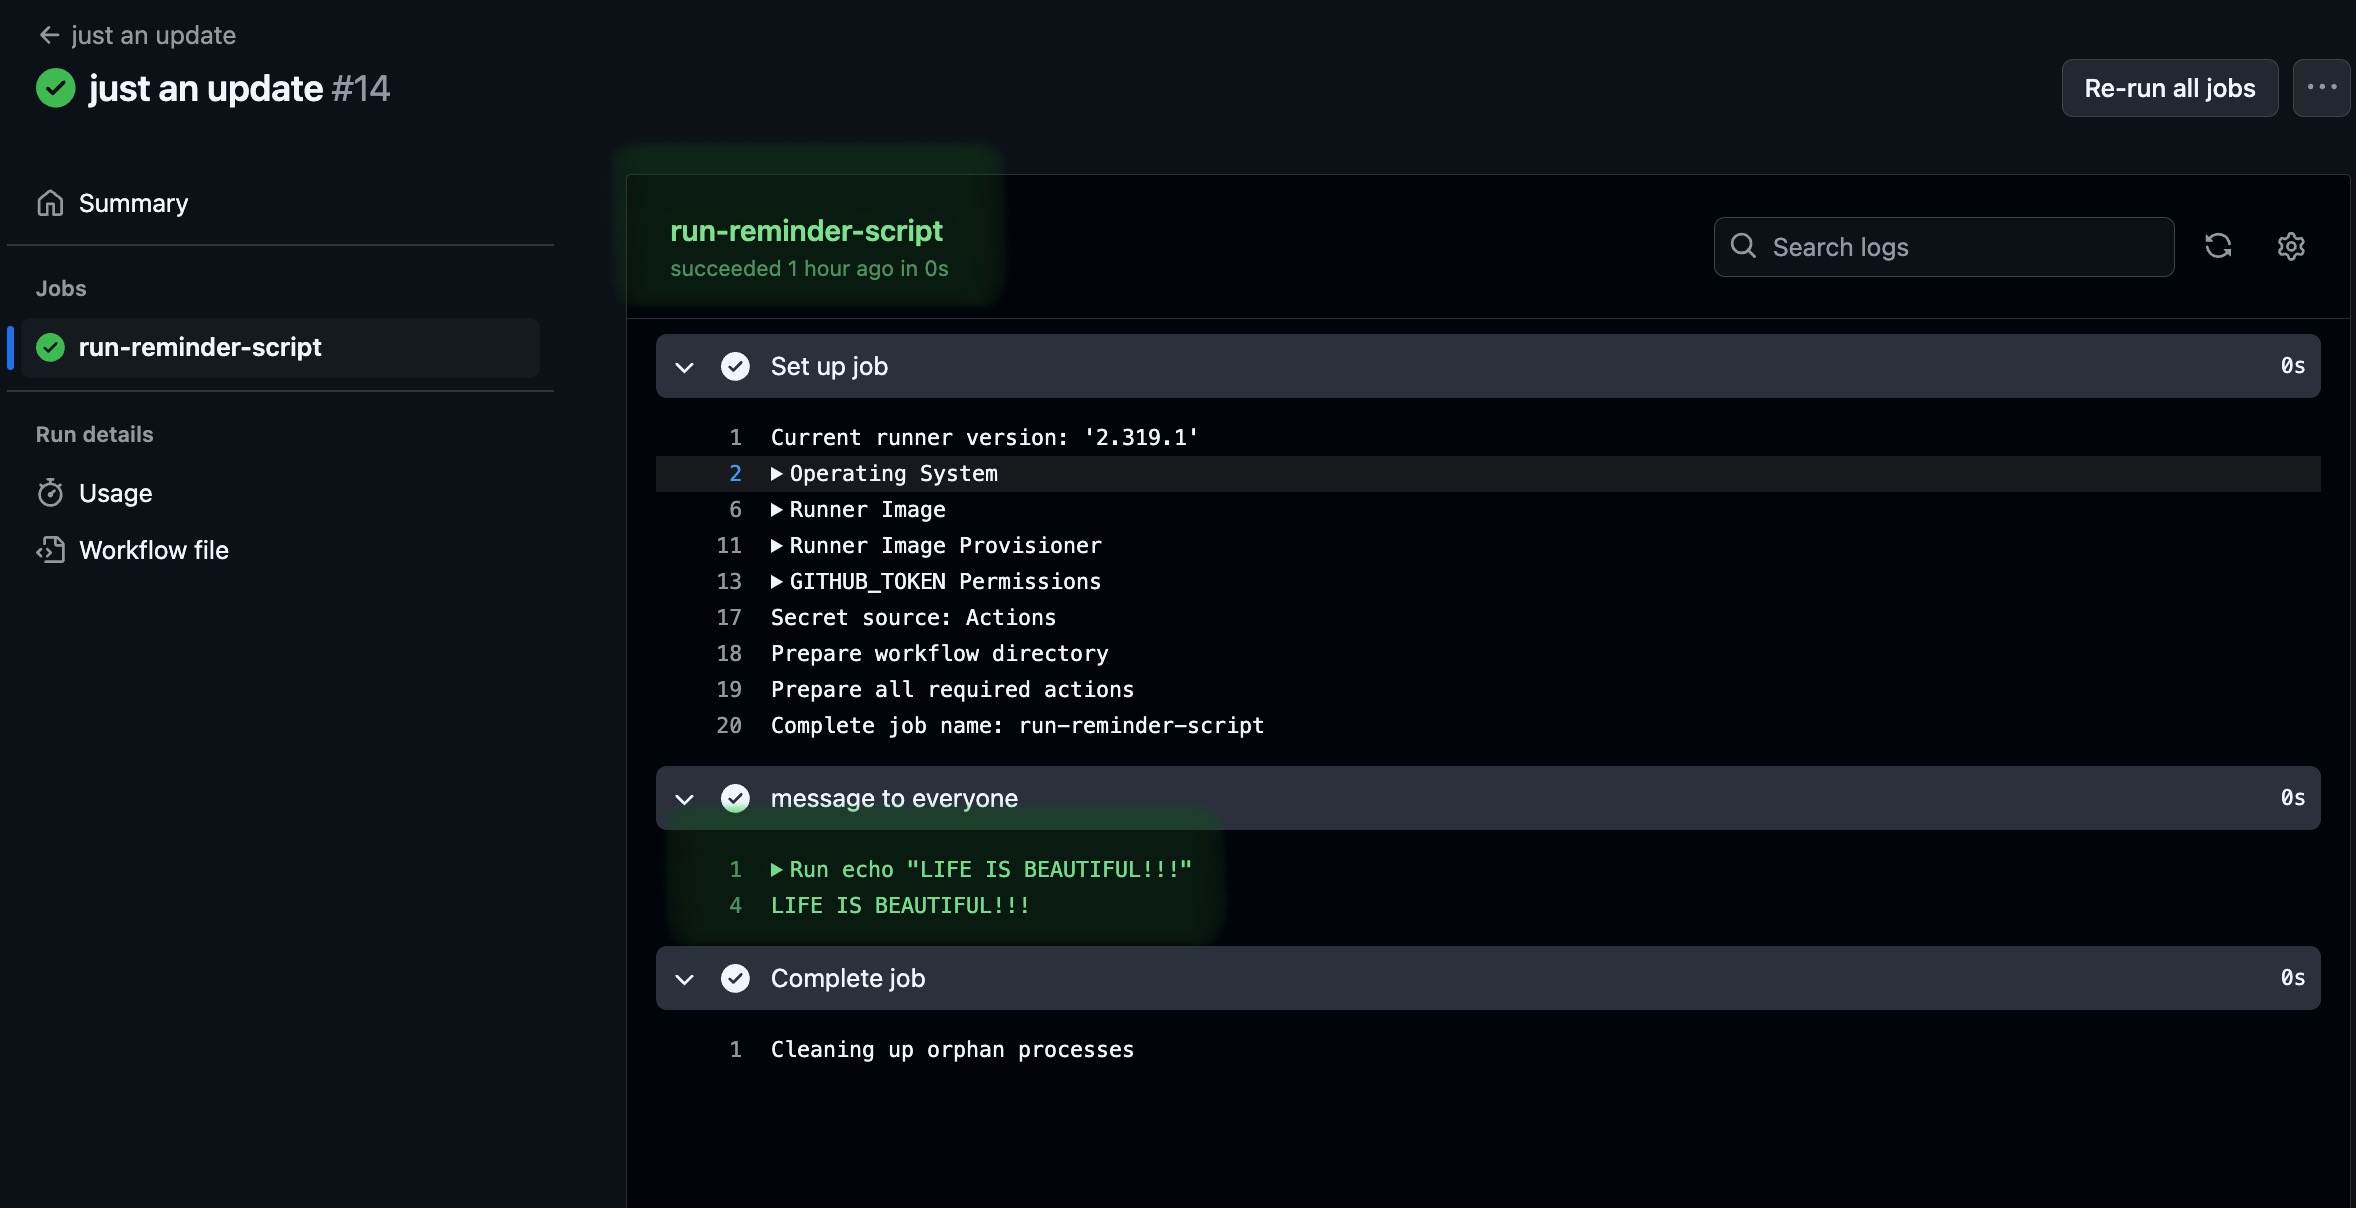 just an update
just an update #14
Re-run all jobs
Summary
Jobs
run-reminder-script
Run details
Usage
Workflow file
run-reminder-script
succeeded 1 hour ago in 0s
Search logs
Set up job 0s
1 Current runner version: '2.319.1'
2 Operating System
6 Runner Image
11 Runner Image Provisioner
13 GITHUB_TOKEN Permissions
17 Secret source: Actions
18 Prepare workflow directory
19 Prepare all required actions
20 Complete job name: run-reminder-script
message to everyone 0s
1 Run echo "LIFE IS BEAUTIFUL!!!"
4 LIFE IS BEAUTIFUL!!!
Complete job 0s
1 Cleaning up orphan processes